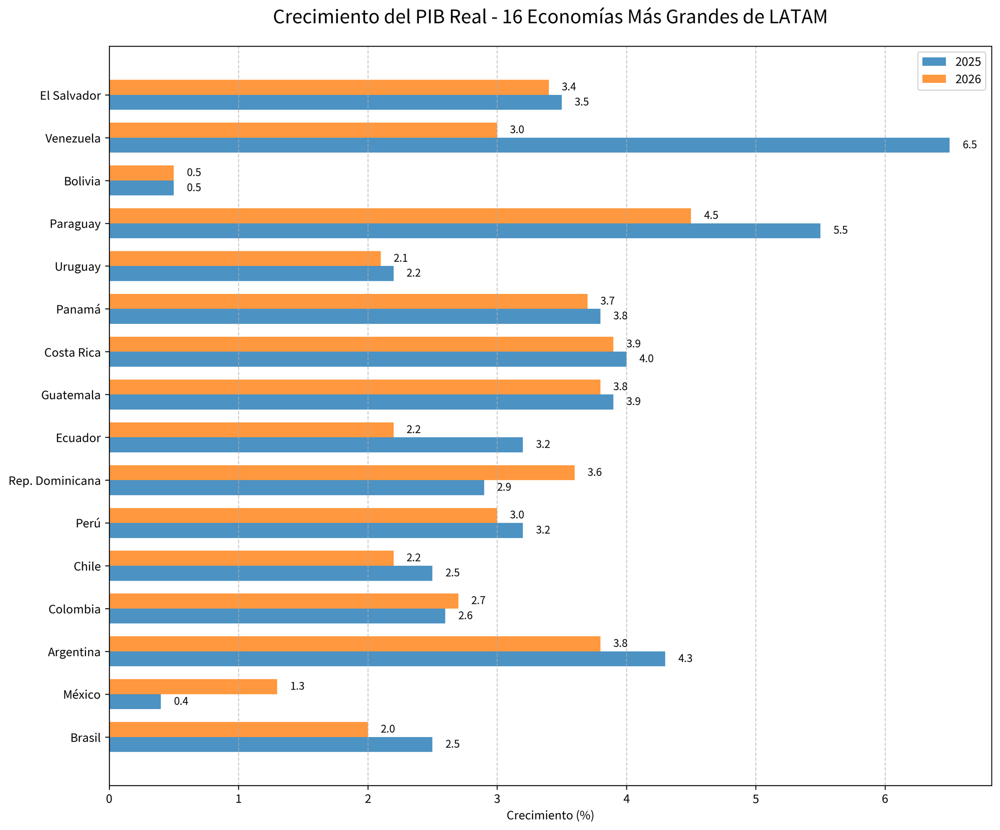 Crecimiento del PIB Real - 16 Economías Más Grandes de LATAM
2025
2026
El Salvador
3.4
3.5
Venezuela
3.0
6.5
Bolivia
0.5
0.5
Paraguay
4.5
5.5
Uruguay
2.1
2.2
Panamá
3.7
3.8
Costa Rica
3.9
4.0
Guatemala
3.8
3.9
Ecuador
2.2
3.2
Rep. Dominicana
3.6
2.9
Perú
3.0
3.2
Chile
2.2
2.5
Colombia
2.7
2.6
Argentina
3.8
4.3
México
1.3
0.4
Brasil
2.0
2.5
0 1 2 3 4 5 6
Crecimiento (%)